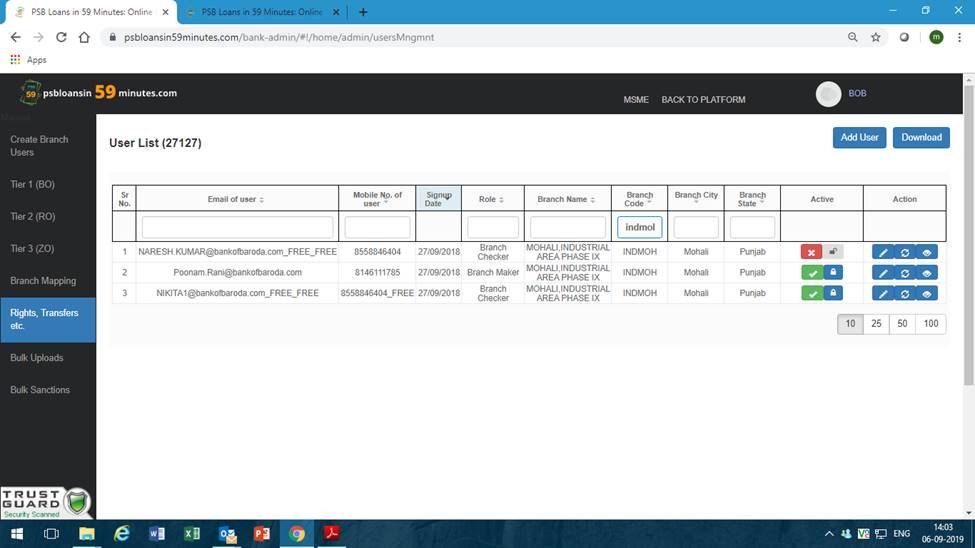 PSB Loans in 59 Minutes: Online
PSB Loans in 59 Minutes: Online
psbloansin59minutes.com/bank-admin/#!/home/admin/usersMngmnt
m
Apps
psbloansin 59 minutes.com
MSME BACK TO PLATFORM
BOB
Create Branch
Users
Tier 1 (BO)
Tier 2 (RO)
Tier 3 (ZO)
Branch Mapping
Rights, Transfers
etc.
Bulk Uploads
Bulk Sanctions
User List (27127)
Add User
Download
Sr
No.
Email of user
Mobile No. of
user
Signup
Date
Role
Branch Name
Branch
Code
Branch City
Branch
State
Active
Action
indmol
1 NARESH.KUMAR@bankofbaroda.com_FREE_FREE 8558846404 27/09/2018 Branch Checker MOHALI,INDUSTRIAL AREA PHASE IX INDMOH Mohali Punjab
2 Poonam.Rani@bankofbaroda.com 8146111785 27/09/2018 Branch Maker MOHALI,INDUSTRIAL AREA PHASE IX INDMOH Mohali Punjab
3 NIKITA1@bankofbaroda.com_FREE_FREE 8558846404_FREE 27/09/2018 Branch Checker MOHALI,INDUSTRIAL AREA PHASE IX INDMOH Mohali Punjab
10 25 50 100
TRUST
GUARD
Security Scanned
ENG
14:03
06-09-2019